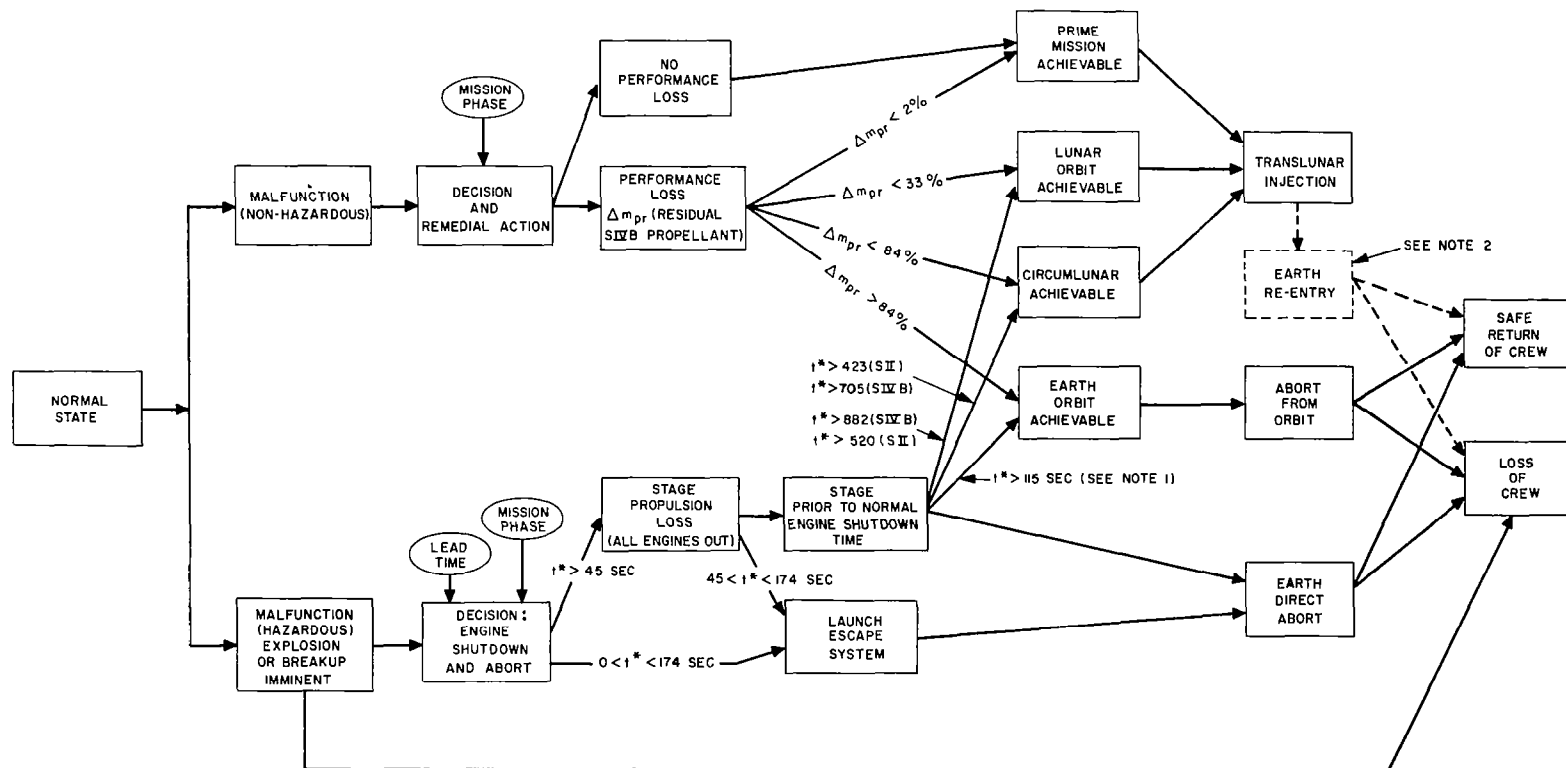 PRIME
MISSION
ACHIEVABLE
NO
PERFORMANCE
LOSS
MISSION
PHASE
Δmpr < 2%
LUNAR
ORBIT
ACHIEVABLE
TRANSLUNAR
INJECTION
MALFUNCTION
(NON-HAZARDOUS)
DECISION
AND
REMEDIAL ACTION
PERFORMANCE
LOSS
Δmpr (RESIDUAL
SIVB PROPELLANT)
Δmpr < 33%
Δmpr < 84%
Δmpr > 84%
CIRCUMLUNAR
ACHIEVABLE
SEE NOTE 2
EARTH
RE-ENTRY
SAFE
RETURN
OF CREW
NORMAL
STATE
t* > 423 (SII)
t* > 705 (SIVB)
t* > 882 (SIVB)
t* > 520 (SII)
EARTH
ORBIT
ACHIEVABLE
ABORT
FROM
ORBIT
t* > 115 SEC (SEE NOTE 1)
LOSS
OF
CREW
MISSION
PHASE
LEAD
TIME
STAGE
PROPULSION
LOSS
(ALL ENGINES OUT)
STAGE
PRIOR TO NORMAL
ENGINE SHUTDOWN
TIME
t* > 45 SEC
45 < t* < 174 SEC
MALFUNCTION
(HAZARDOUS)
EXPLOSION
OR BREAKUP
IMMINENT
DECISION:
ENGINE
SHUTDOWN
AND ABORT
0 < t* < 174 SEC
LAUNCH
ESCAPE
SYSTEM
EARTH
DIRECT
ABORT